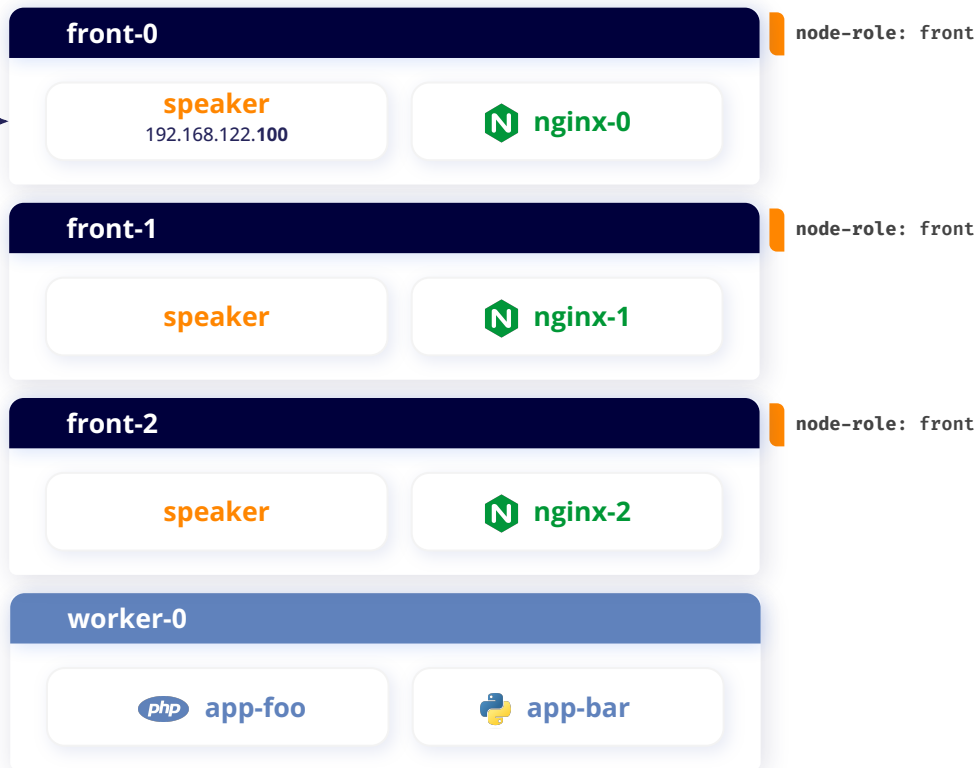 front-0
node-role: front
speaker
192.168.122.100
N nginx-0
front-1
node-role: front
speaker
N nginx-1
front-2
node-role: front
speaker
N nginx-2
worker-0
php app-foo
app-bar